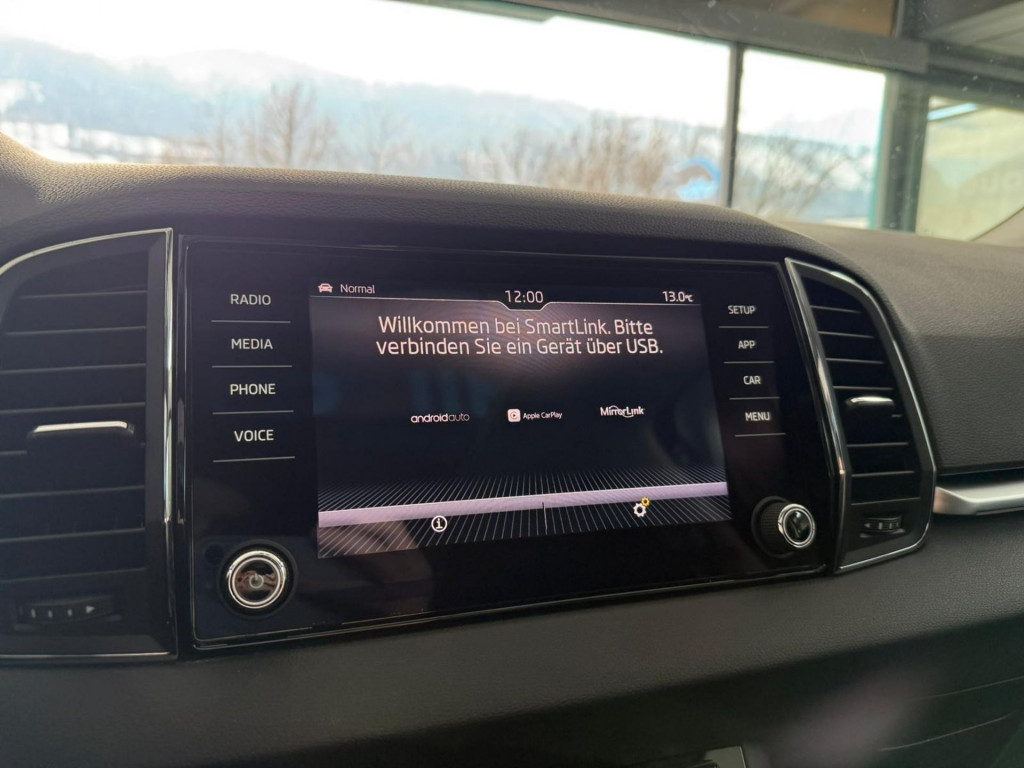 Normal
12:00
13.0°C
RADIO
MEDIA
PHONE
VOICE
Willkommen bei SmartLink. Bitte
verbinden Sie ein Gerät über USB.
androidauto
Apple CarPlay
MirrorLink
SETUP
APP
CAR
MENU